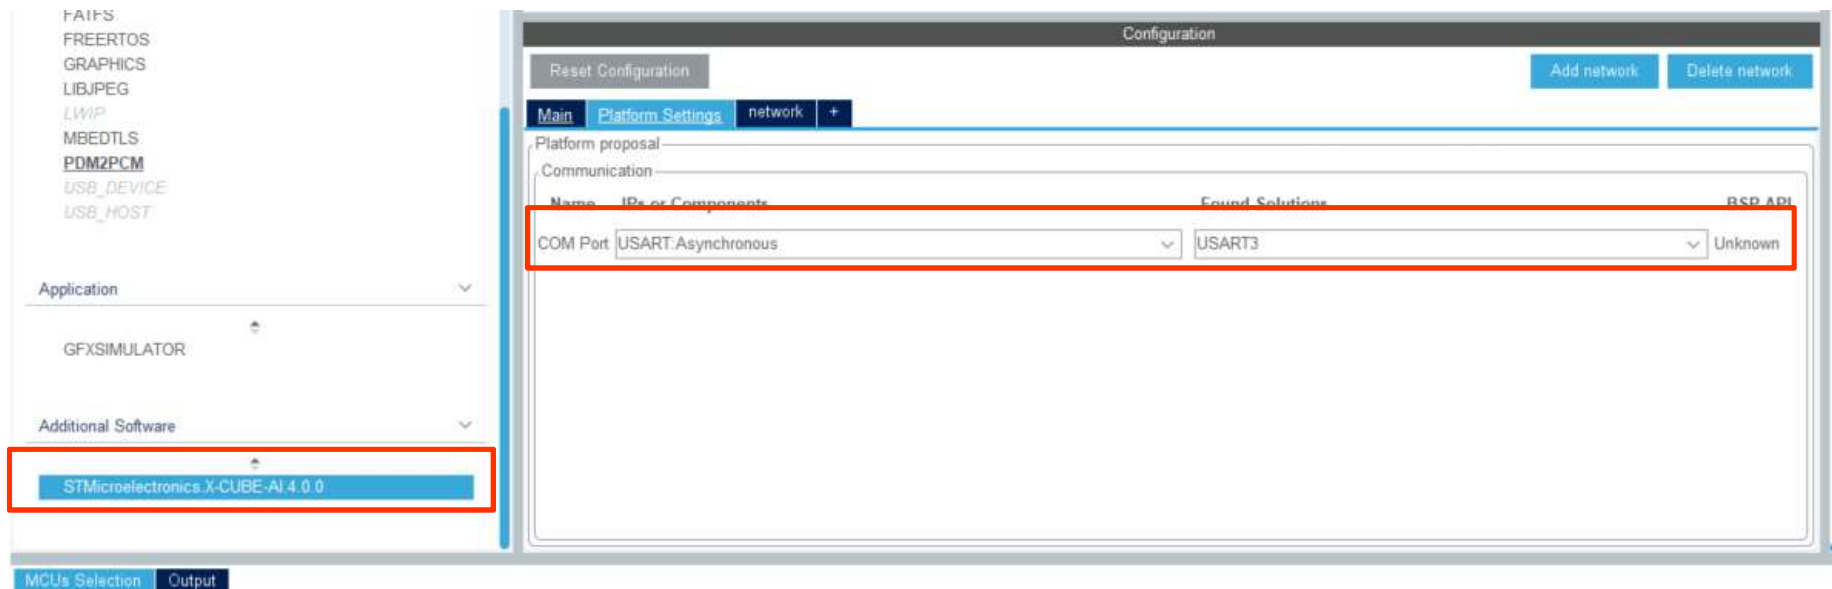 FATFS
FREERTOS
GRAPHICS
LIBJPEG
LWIP
MBEDTLS
PDM2PCM
USB_DEVICE
USB_HOST
Application
GFXSIMULATOR
Additional Software
STMicroelectronics.X-CUBE-AI.4.0.0
Configuration
Reset Configuration
Add network Delete network
Main Platform Settings network +
Platform proposal
Communication
Name IPs or Components Found Solutions BSP API
COM Port USART:Asynchronous USART3 Unknown
MCUs Selection Output